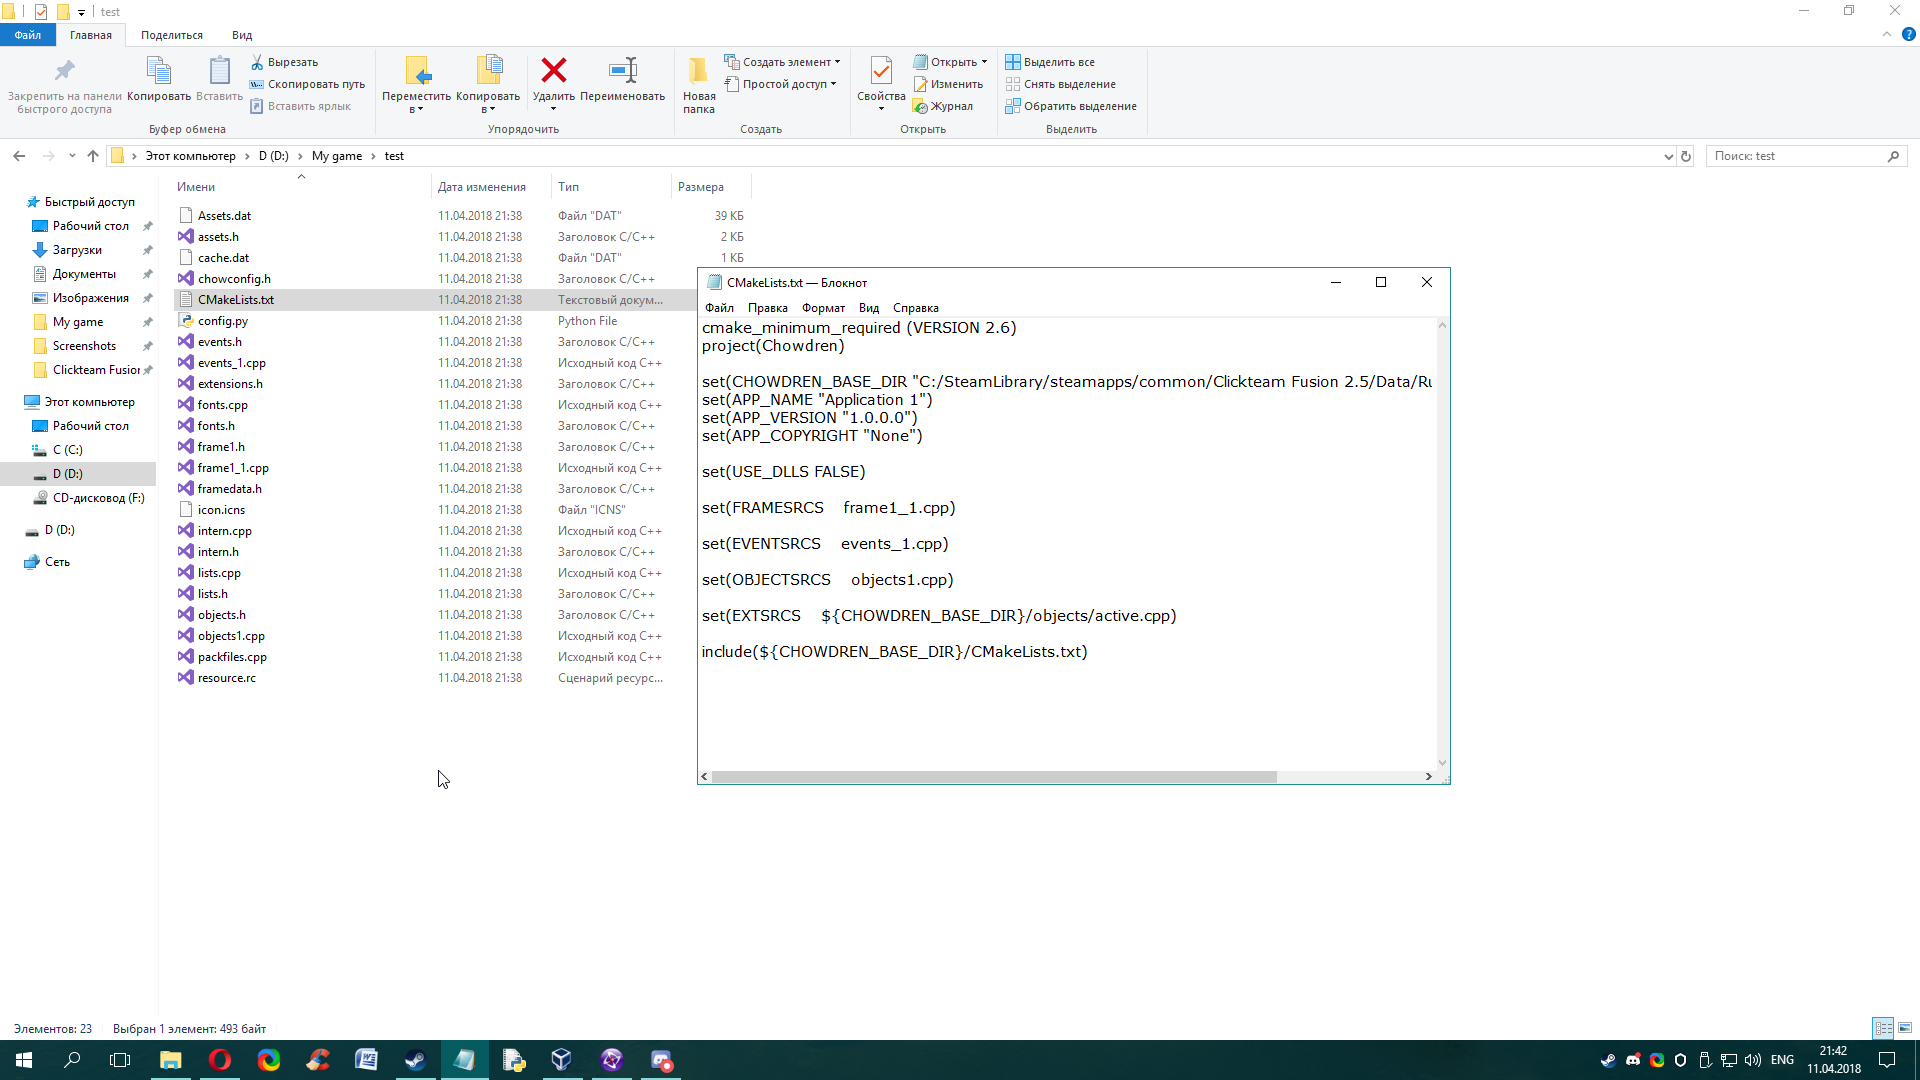 test
Файл
Главная
Поделиться
Вид
Закрепить на панели быстрого доступа
Копировать
Вставить
Вырезать
Скопировать путь
Вставить ярлык
Буфер обмена
Переместить в
Копировать в
Удалить
Переименовать
Упорядочить
Новая папка
Создать элемент
Простой доступ
Создать
Свойства
Открыть
Изменить
Журнал
Открыть
Выделить все
Снять выделение
Обратить выделение
Выделить
Этот компьютер
D (D:)
My game
test
Поиск: test
Имени
Дата изменения
Тип
Размера
Быстрый доступ
Рабочий стол
Загрузки
Документы
Изображения
My game
Screenshots
Clickteam Fusior
Этот компьютер
Рабочий стол
C (C:)
D (D:)
CD-дисковод (F:)
D (D:)
Сеть
Assets.dat 11.04.2018 21:38 Файл "DAT" 39 КБ
assets.h 11.04.2018 21:38 Заголовок C/C++ 2 КБ
cache.dat 11.04.2018 21:38 Файл "DAT" 1 КБ
chowconfig.h 11.04.2018 21:38 Заголовок C/C++
CMakeLists.txt 11.04.2018 21:38 Текстовый докум...
config.py 11.04.2018 21:38 Python File
events.h 11.04.2018 21:38 Заголовок C/C++
events_1.cpp 11.04.2018 21:38 Исходный код C++
extensions.h 11.04.2018 21:38 Заголовок C/C++
fonts.cpp 11.04.2018 21:38 Исходный код C++
fonts.h 11.04.2018 21:38 Заголовок C/C++
frame1.h 11.04.2018 21:38 Заголовок C/C++
frame1_1.cpp 11.04.2018 21:38 Исходный код C++
framedata.h 11.04.2018 21:38 Заголовок C/C++
icon.icns 11.04.2018 21:38 Файл "ICNS"
intern.cpp 11.04.2018 21:38 Исходный код C++
intern.h 11.04.2018 21:38 Заголовок C/C++
lists.cpp 11.04.2018 21:38 Исходный код C++
lists.h 11.04.2018 21:38 Заголовок C/C++
objects.h 11.04.2018 21:38 Заголовок C/C++
objects1.cpp 11.04.2018 21:38 Исходный код C++
packfiles.cpp 11.04.2018 21:38 Исходный код C++
resource.rc 11.04.2018 21:38 Сценарий ресурс...
CMakeLists.txt — Блокнот
Файл Правка Формат Вид Справка
cmake_minimum_required (VERSION 2.6)
project(Chowdren)
set(CHOWDREN_BASE_DIR "C:/SteamLibrary/steamapps/common/Clickteam Fusion 2.5/Data/Ru
set(APP_NAME "Application 1")
set(APP_VERSION "1.0.0.0")
set(APP_COPYRIGHT "None")
set(USE_DLLS FALSE)
set(FRAMESRCS    frame1_1.cpp)
set(EVENTSRCS    events_1.cpp)
set(OBJECTSRCS    objects1.cpp)
set(EXTSRCS    ${CHOWDREN_BASE_DIR}/objects/active.cpp)
include(${CHOWDREN_BASE_DIR}/CMakeLists.txt)
Элементов: 23
Выбран 1 элемент: 493 байт
ENG
21:42
11.04.2018